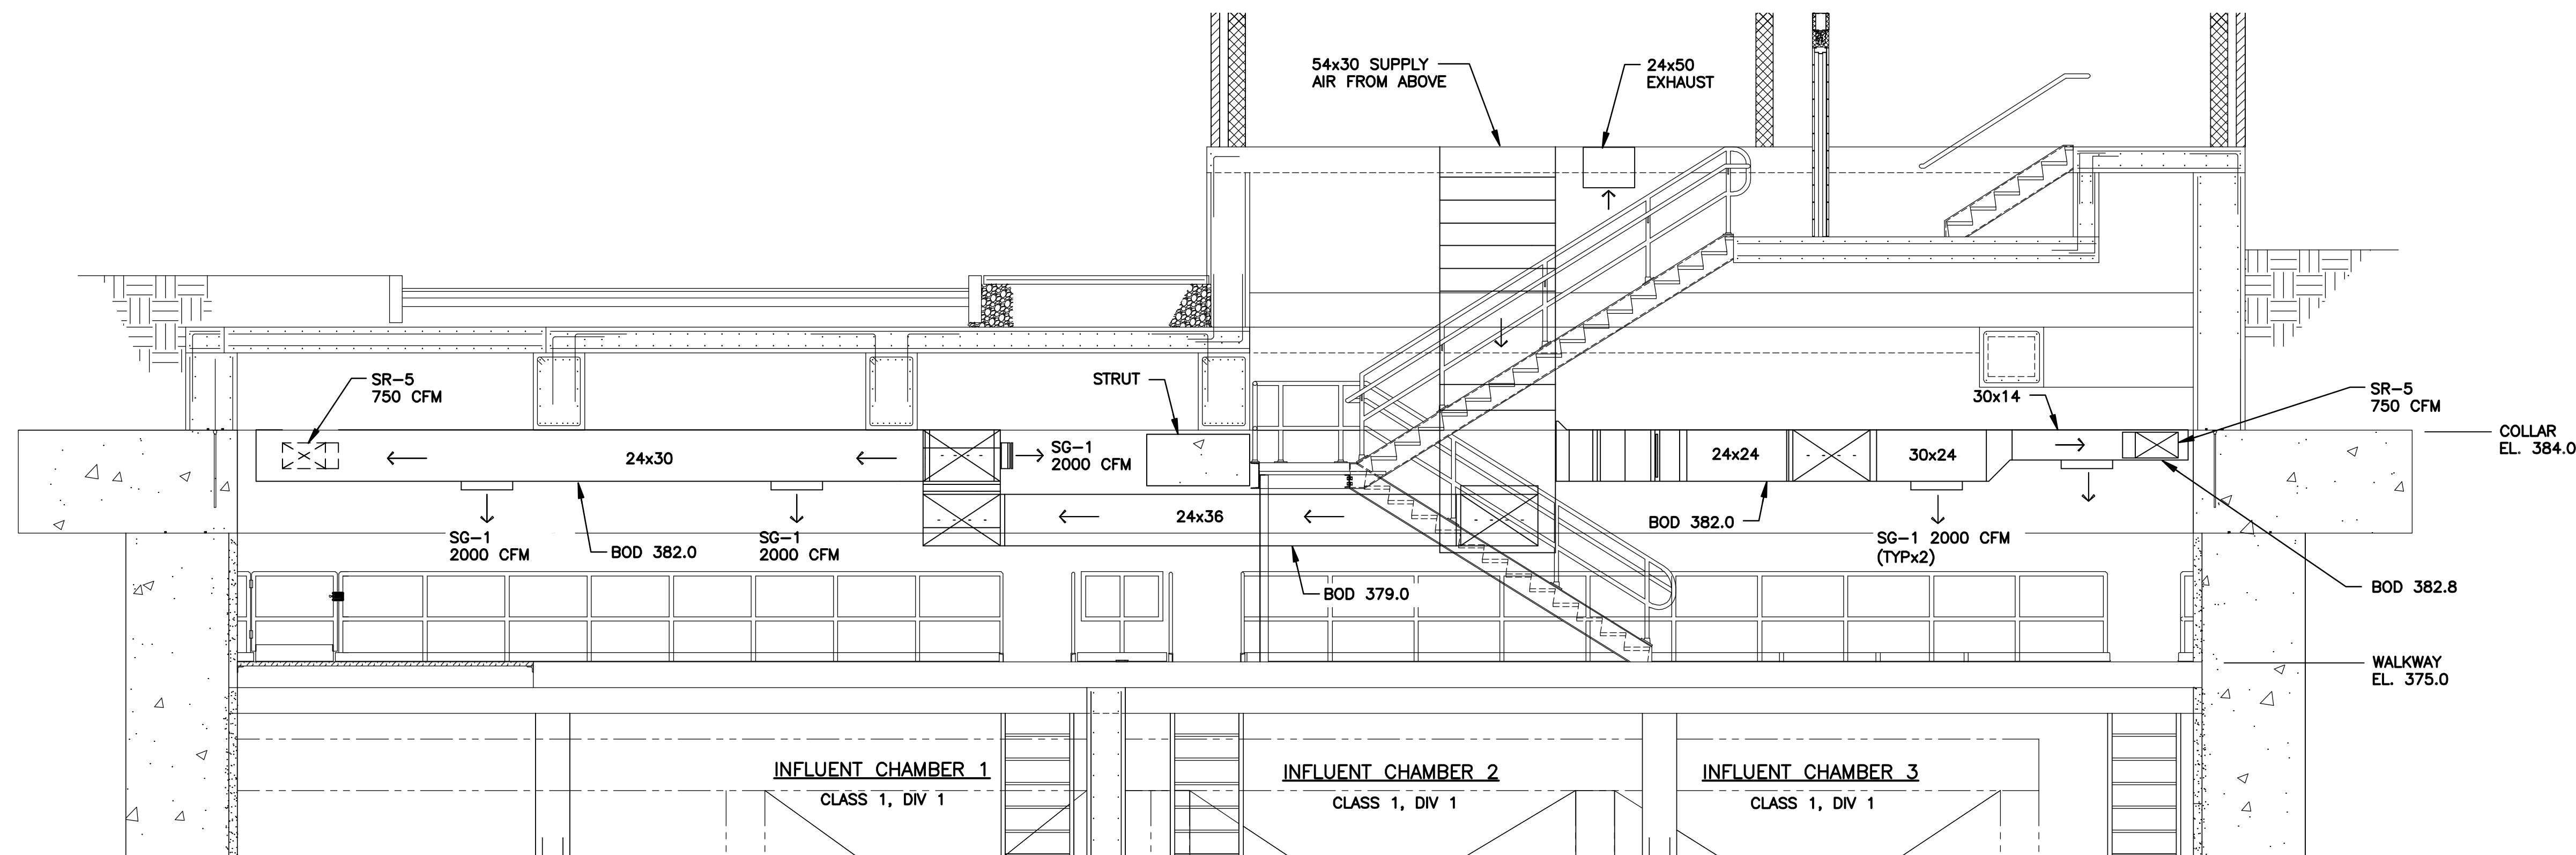 54x30 SUPPLY
AIR FROM ABOVE
24x50
EXHAUST
SR-5
750 CFM
STRUT
30x14
SR-5
750 CFM
COLLAR
EL. 384.0
24x30
SG-1
2000 CFM
24x24
30x24
24x36
SG-1
2000 CFM
BOD 382.0
SG-1
2000 CFM
BOD 382.0
SG-1 2000 CFM
(TYPx2)
BOD 379.0
BOD 382.8
WALKWAY
EL. 375.0
INFLUENT CHAMBER 1
CLASS 1, DIV 1
INFLUENT CHAMBER 2
CLASS 1, DIV 1
INFLUENT CHAMBER 3
CLASS 1, DIV 1